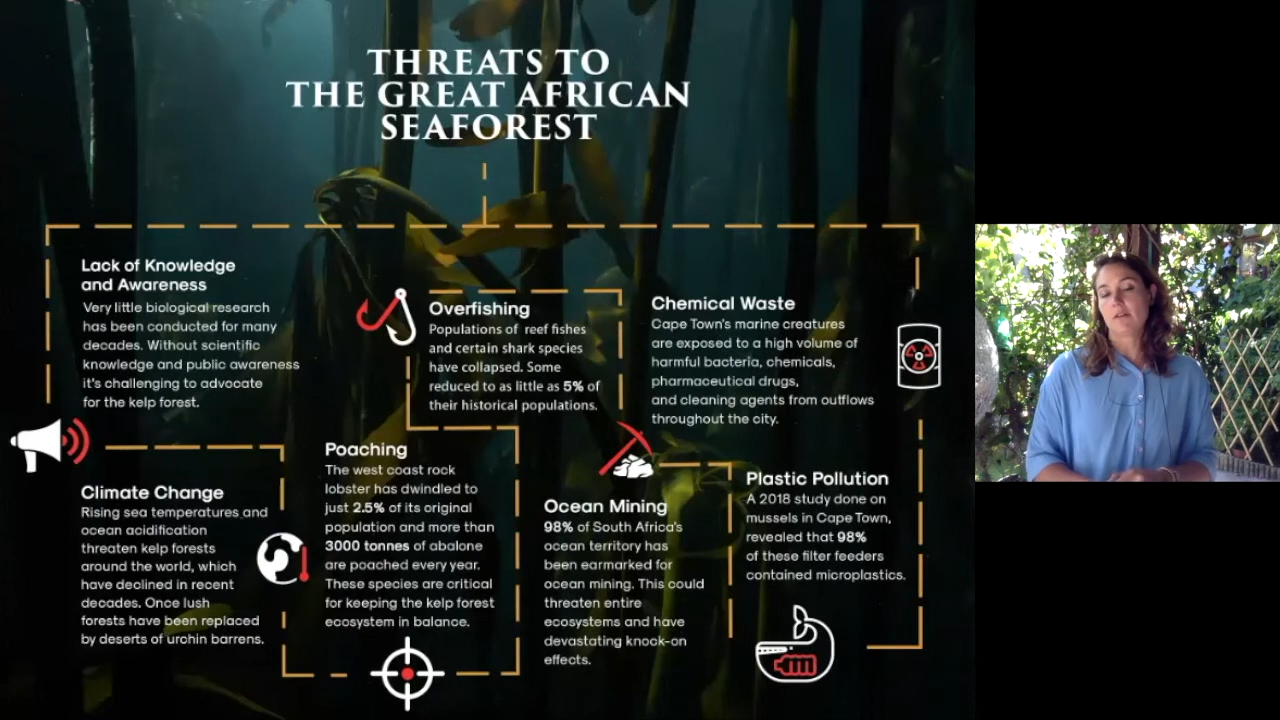 THREATS TO
THE GREAT AFRICAN
SEAFOREST
Lack of Knowledge
and Awareness
Very little biological research
has been conducted for many
decades. Without scientific
knowledge and public awareness
it's challenging to advocate
for the kelp forest.
Overfishing
Populations of reef fishes
and certain shark species
have collapsed. Some
reduced to as little as 5% of
their historical populations.
Chemical Waste
Cape Town's marine creatures
are exposed to a high volume of
harmful bacteria, chemicals,
pharmaceutical drugs,
and cleaning agents from outflows
throughout the city.
Climate Change
Rising sea temperatures and
ocean acidification
threaten kelp forests
around the world, which
have declined in recent
decades. Once lush
forests have been replaced
by deserts of urchin barrens.
Poaching
The west coast rock
lobster has dwindled to
just 2.5% of its original
population and more than
3000 tonnes of abalone
are poached every year.
These species are critical
for keeping the kelp forest
ecosystem in balance.
Ocean Mining
98% of South Africa's
ocean territory has
been earmarked for
ocean mining. This could
threaten entire
ecosystems and have
devastating knock-on
effects.
Plastic Pollution
A 2018 study done on
mussels in Cape Town,
revealed that 98%
of these filter feeders
contained microplastics.